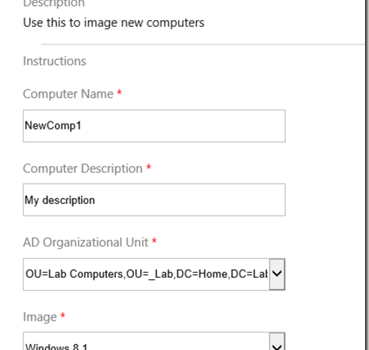 Description
Use this to image new computers
Instructions
Computer Name *
NewComp1
Computer Description *
My description
AD Organizational Unit *
OU=Lab Computers,OU=_Lab,DC=Home,DC=Lab
Image *
Windows 8.1